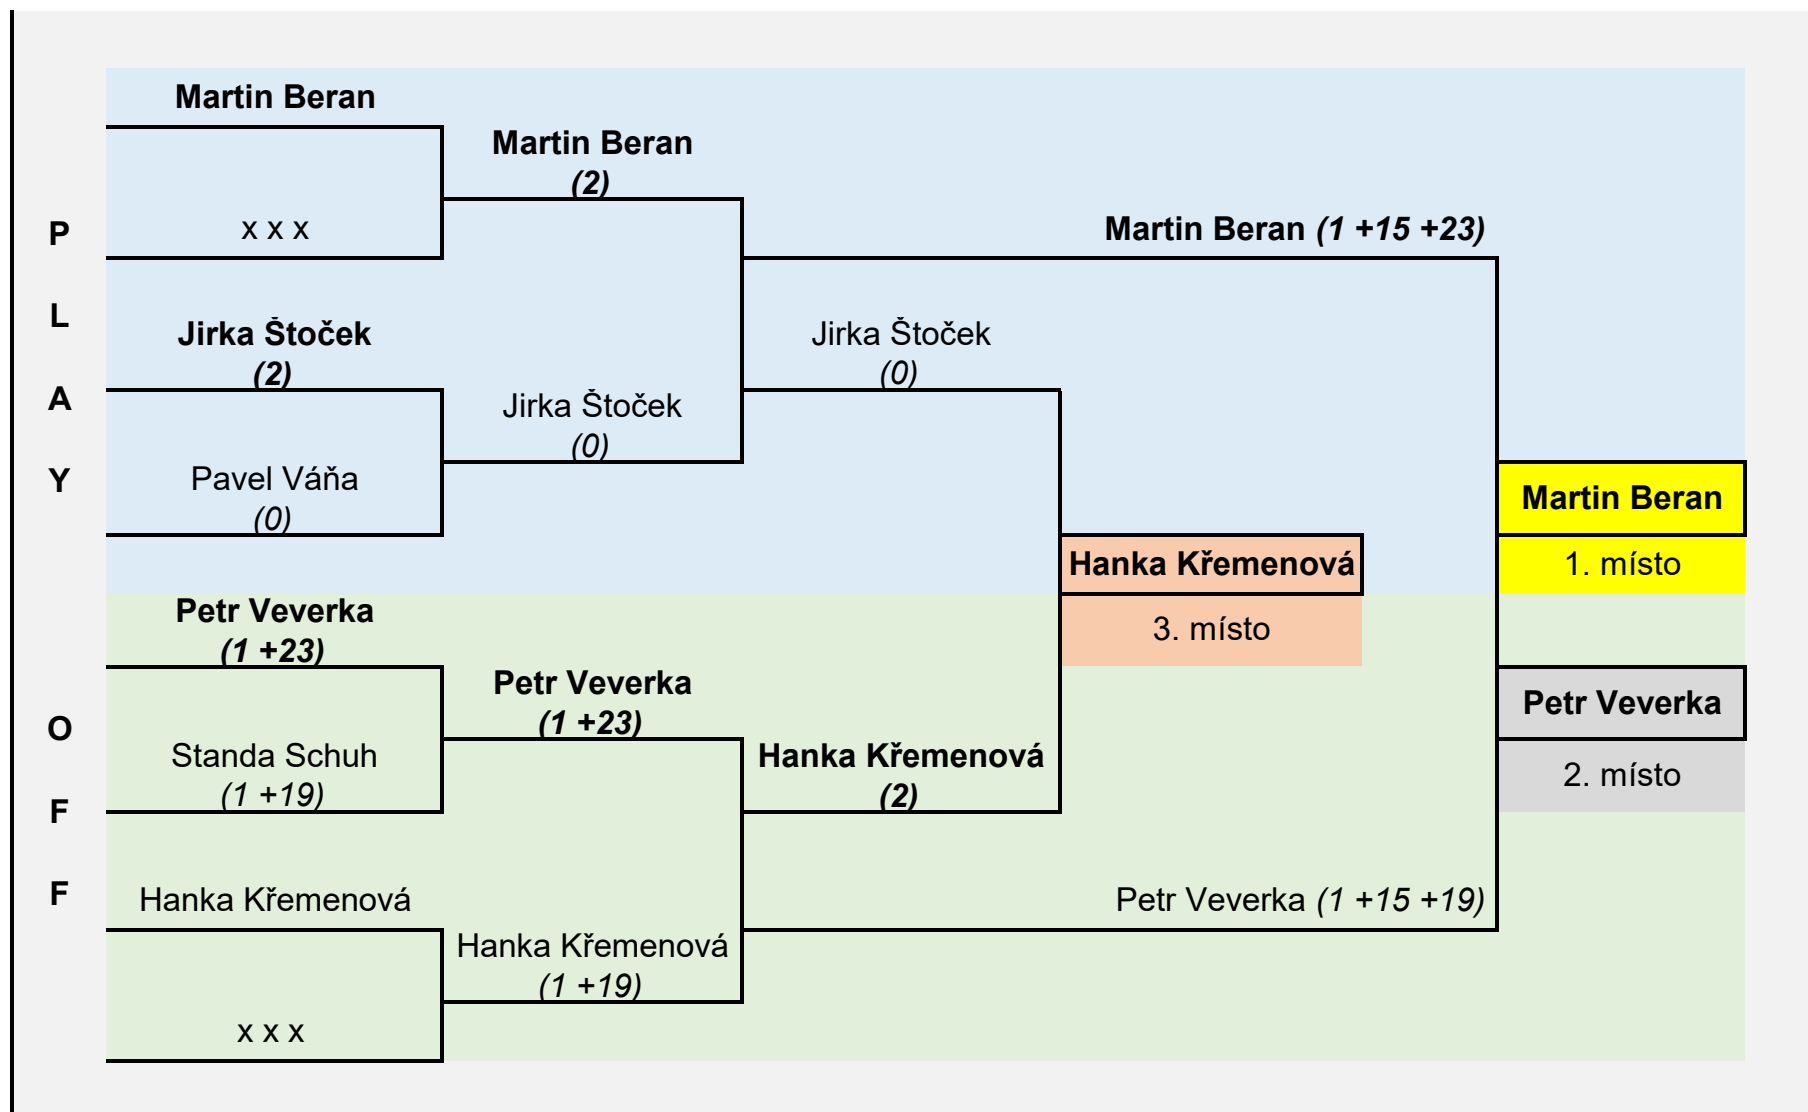 Martin Beran
x x x
Jirka Štoček
(2)
Pavel Váňa
(0)
Petr Veverka
(1 +23)
Standa Schuh
(1 +19)
Hanka Křemenová
x x x
Martin Beran
(2)
Jirka Štoček
(0)
Petr Veverka
(1 +23)
Hanka Křemenová
(1 +19)
Jirka Štoček
(0)
Hanka Křemenová
(2)
Martin Beran (1 +15 +23)
Petr Veverka (1 +15 +19)
Hanka Křemenová
3. místo
Martin Beran
1. místo
Petr Veverka
2. místo
P
L
A
Y
O
F
F